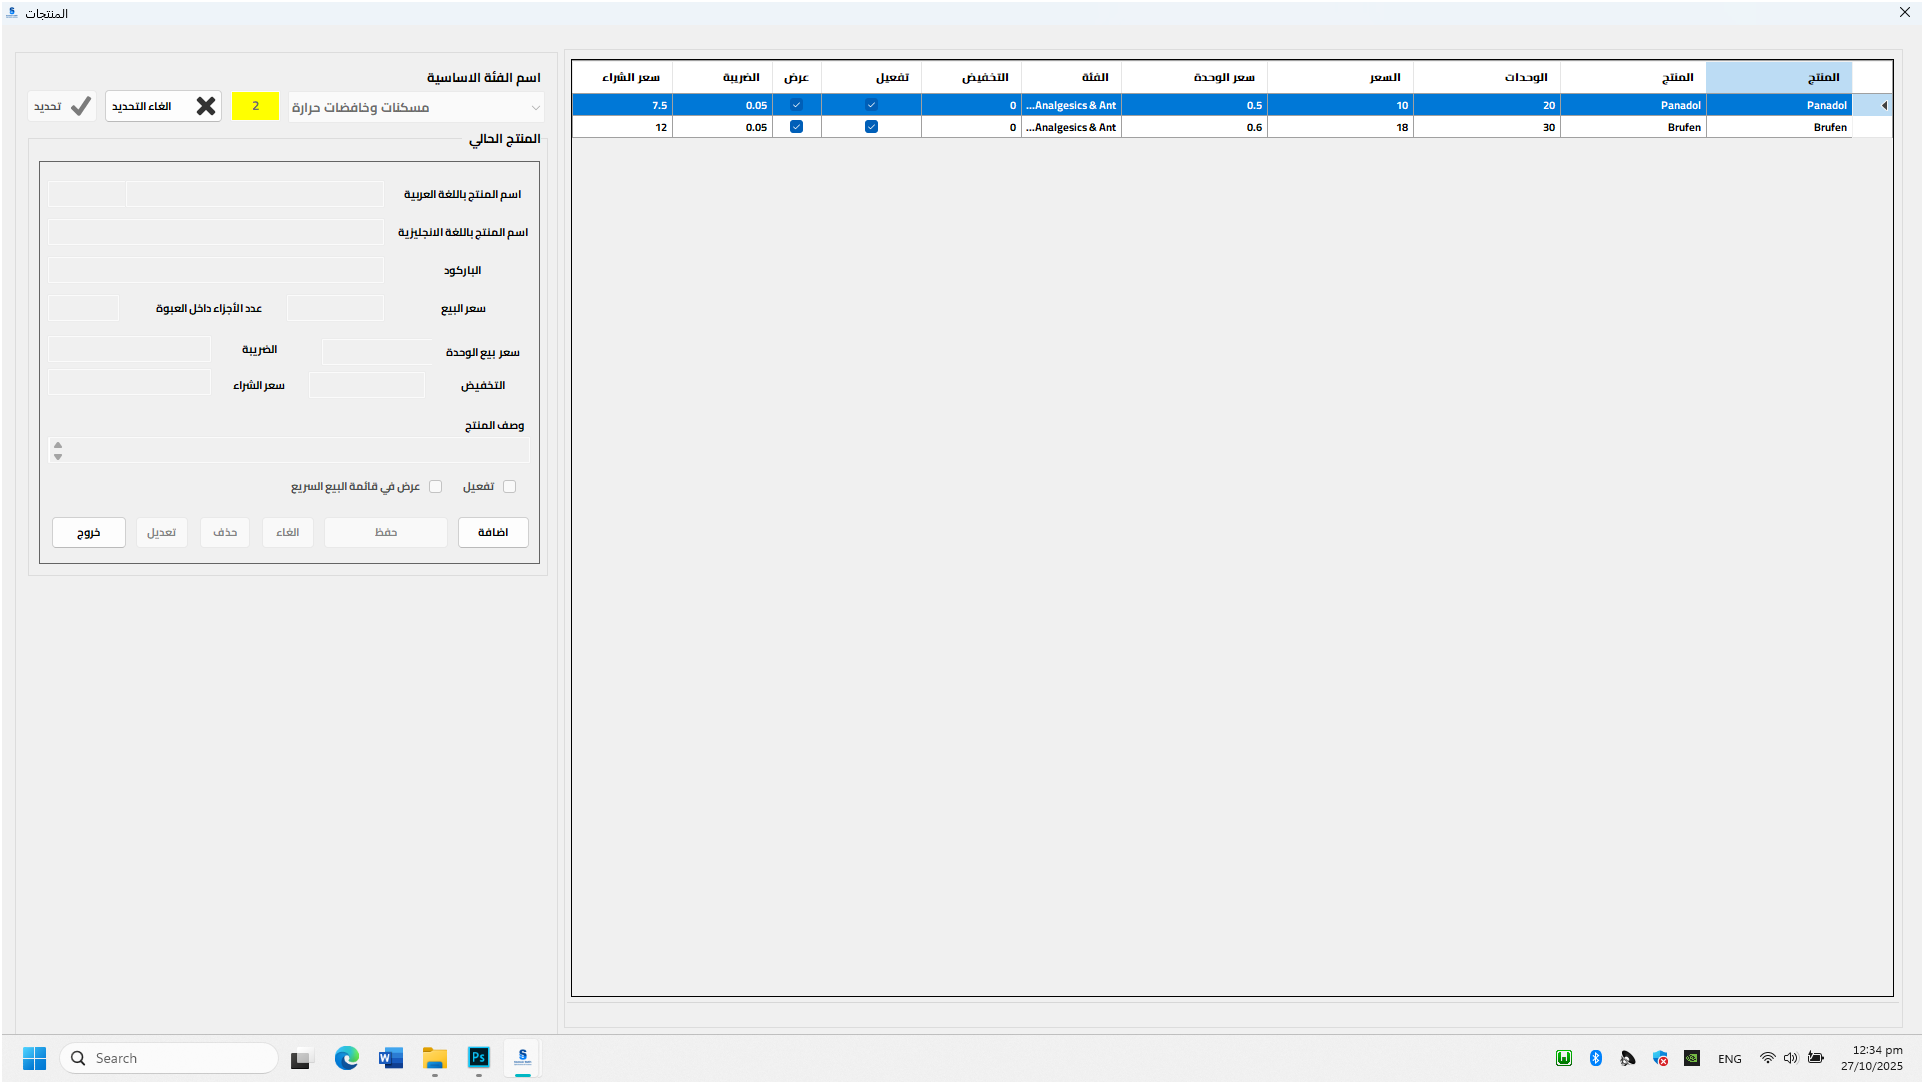 المنتجات
اسم الفئة الاساسية
مسكنات وخافضات حرارة
2
الغاء التحديد
تحديد
المنتج الحالي
اسم المنتج باللغة العربية
اسم المنتج باللغة الانجليزية
الباركود
سعر البيع
عدد الأجزاء داخل العبوة
سعر بيع الوحدة
الضريبة
التخفيض
سعر الشراء
وصف المنتج
تفعيل
عرض في قائمة البيع السريع
اضافة
حفظ
الغاء
حذف
تعديل
خروج
المنتج المنتج الوحدات السعر سعر الوحدة الفئة التخفيض تفعيل عرض الضريبة سعر الشراء
Panadol Panadol 20 10 0.5 ...Analgesics & Ant 0 0.05 7.5
Brufen Brufen 30 18 0.6 ...Analgesics & Ant 0 0.05 12
Search
ENG
12:34 pm
27/10/2025